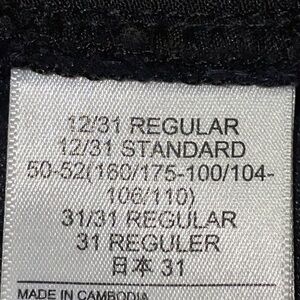 12/31 REGULAR
12/31 STANDARD
50-52(160/175-100/104-
106/110)
31/31 REGULAR
31 REGULER
日本 31
MADE IN CAMBODIA